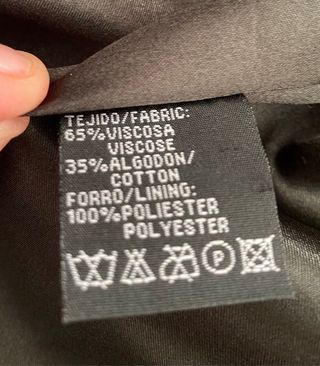 TEJIDO/FABRIC:
65%VISCOSA
VISCOSE
35%ALGODON/
COTTON
FORRO/LINING:
100%POLIESTER
POLYESTER
P